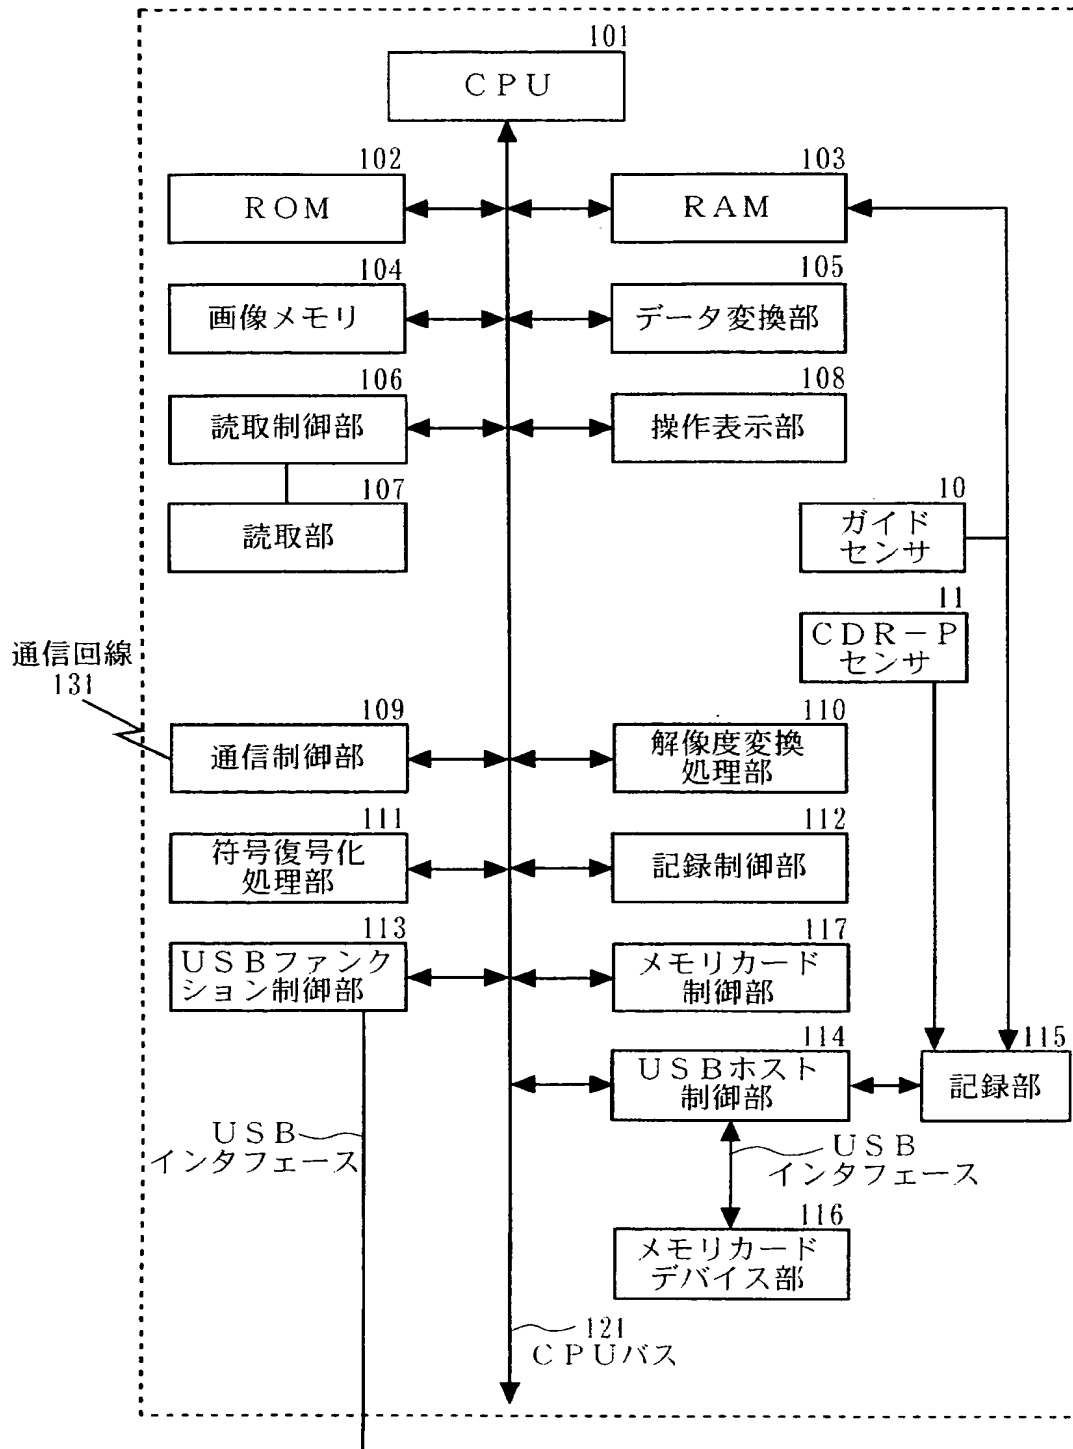 101
CPU
102
ROM
103
RAM
104
画像メモリ
105
データ変換部
106
読取制御部
108
操作表示部
107
読取部
10
ガイド
センサ
11
CDR-P
センサ
通信回線
131
109
通信制御部
110
解像度変換
処理部
111
符号復号化
処理部
112
記録制御部
113
USBファンク
ション制御部
117
メモリカード
制御部
114
USBホスト
制御部
115
記録部
USB
インタフェース
USB
インタフェース
116
メモリカード
デバイス部
121
CPUバス